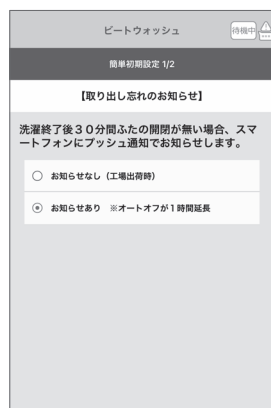 ビートウォッシュ
待機中
簡単初期設定 1/2
【取り出し忘れのお知らせ】
洗濯終了後３０分間ふたの開閉が無い場合、スマ
ートフォンにプッシュ通知でお知らせします。
お知らせなし（工場出荷時）
お知らせあり　※オートオフが１時間延長